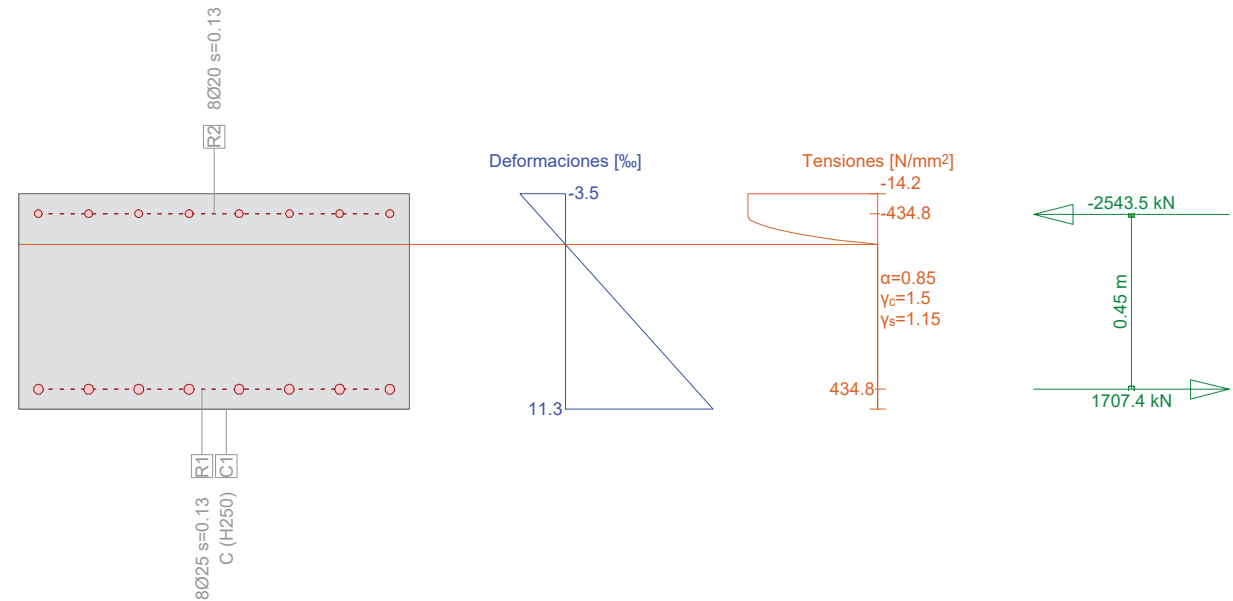 8Ø20 s=0.13
R2
Deformaciones [‰]
-3.5
11.3
Tensiones [N/mm²]
-14.2
-434.8
α=0.85
γc=1.5
γs=1.15
434.8
-2543.5 kN
0.45 m
1707.4 kN
R1
8Ø25 s=0.13
C1
C (H250)